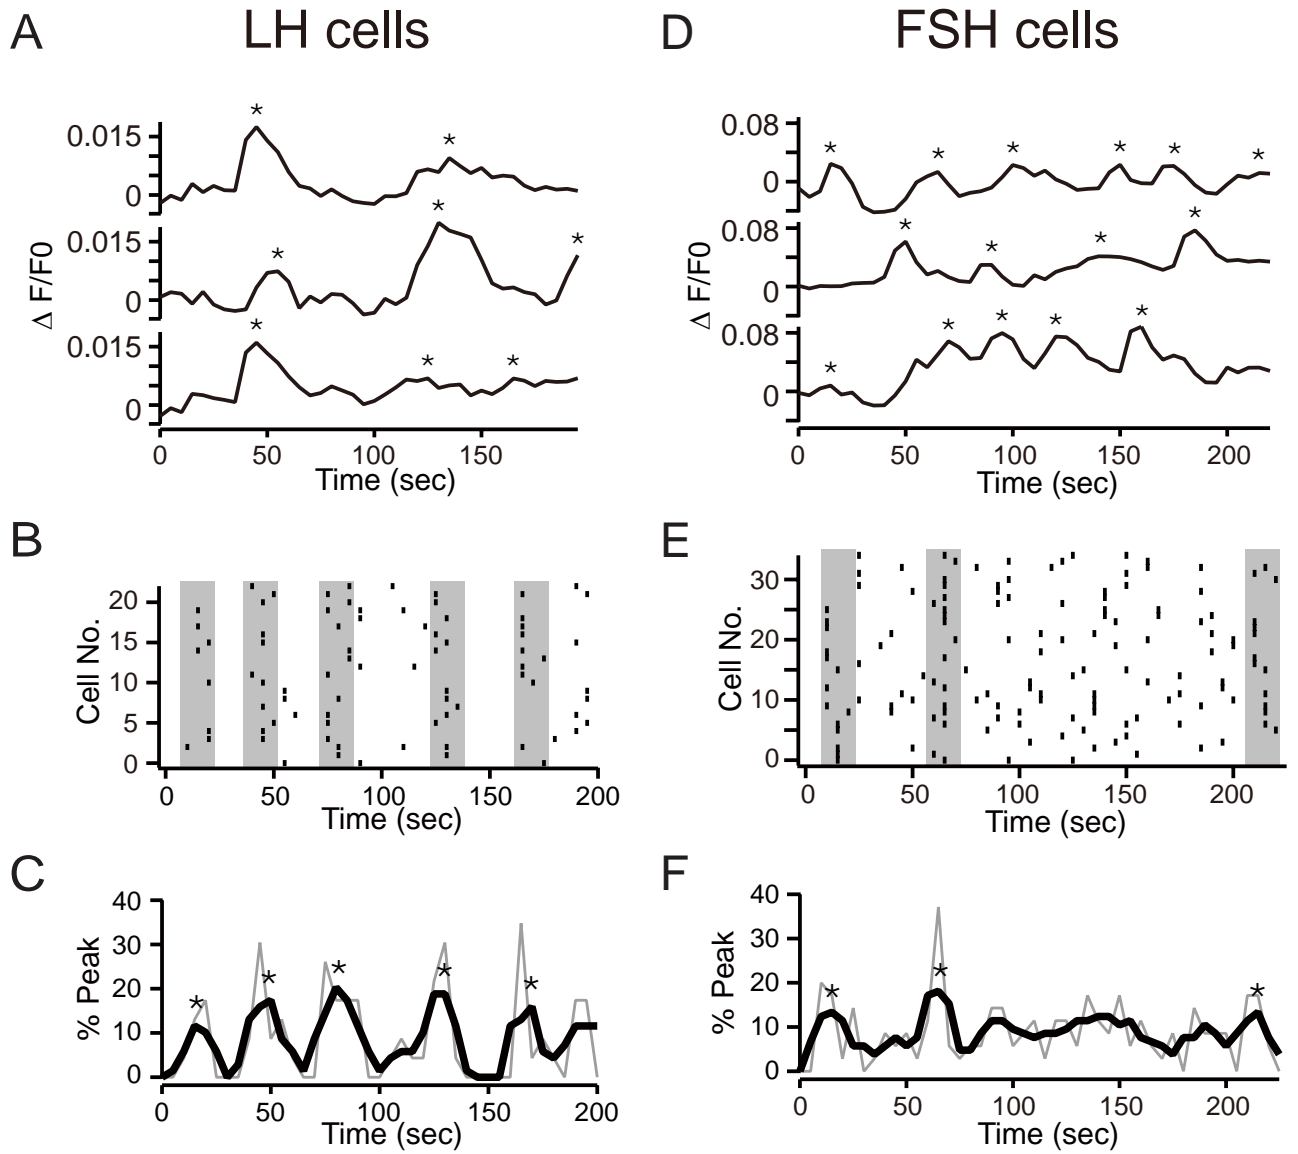 A
LH cells
*
*
0.015
0
*
*
*
0.015
0
*
*
*
0.015
0
Δ F/F0
0 50 100 150
Time (sec)
D
FSH cells
* * * * * *
0.08
0
* * * *
0.08
0
* * * * *
0.08
0
Δ F/F0
0 50 100 150 200
Time (sec)
B
20
15
10
5
0
Cell No.
0 50 100 150 200
Time (sec)
E
30
20
10
0
Cell No.
0 50 100 150 200
Time (sec)
C
40
30
20
10
0
% Peak
* * * * *
0 50 100 150 200
Time (sec)
F
40
30
20
10
0
% Peak
* * *
0 50 100 150 200
Time (sec)